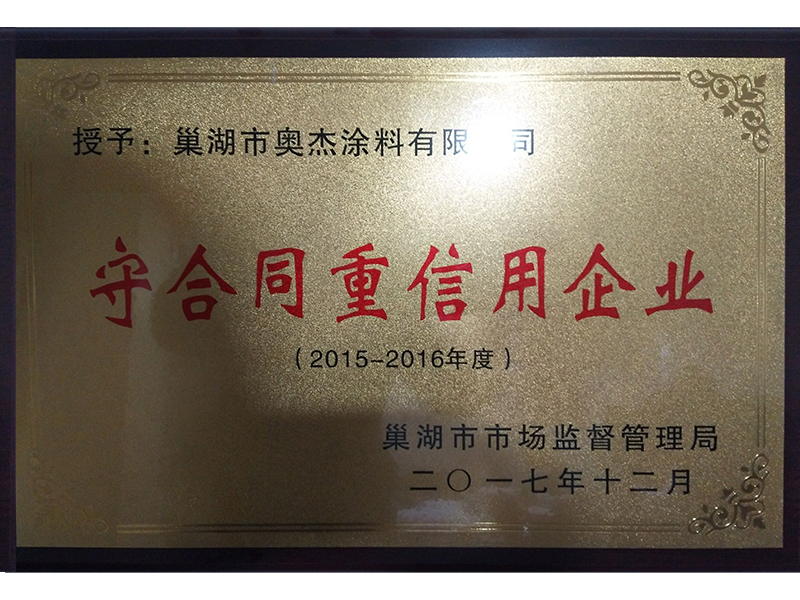 授予：巢湖市奥杰涂料有限公司
守合同重信用企业
（2015-2016年度）
巢湖市市场监督管理局
二〇一七年十二月